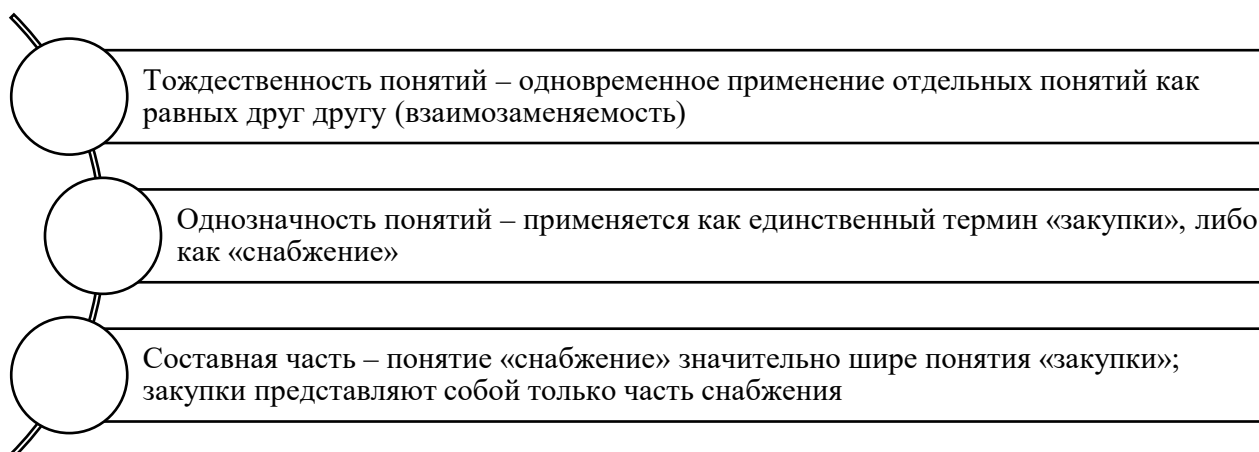 Тождественность понятий – одновременное применение отдельных понятий как
равных друг другу (взаимозаменяемость)
Однозначность понятий – применяется как единственный термин «закупки», либо
как «снабжение»
Составная часть – понятие «снабжение» значительно шире понятия «закупки»;
закупки представляют собой только часть снабжения